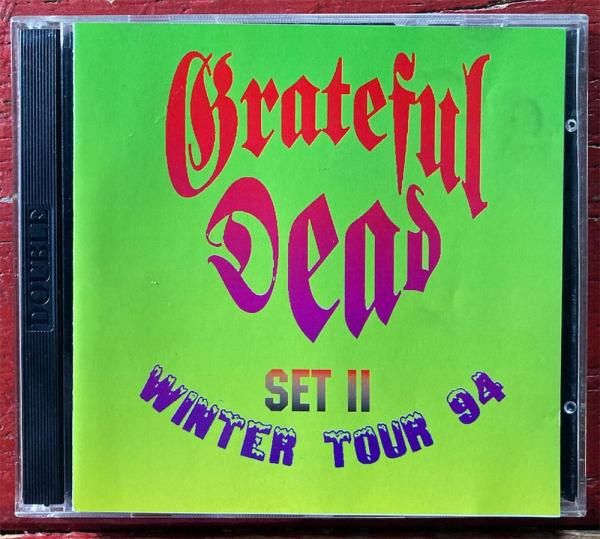 Grateful
Dead
SET II
WINTER TOUR 94
DOUBLE